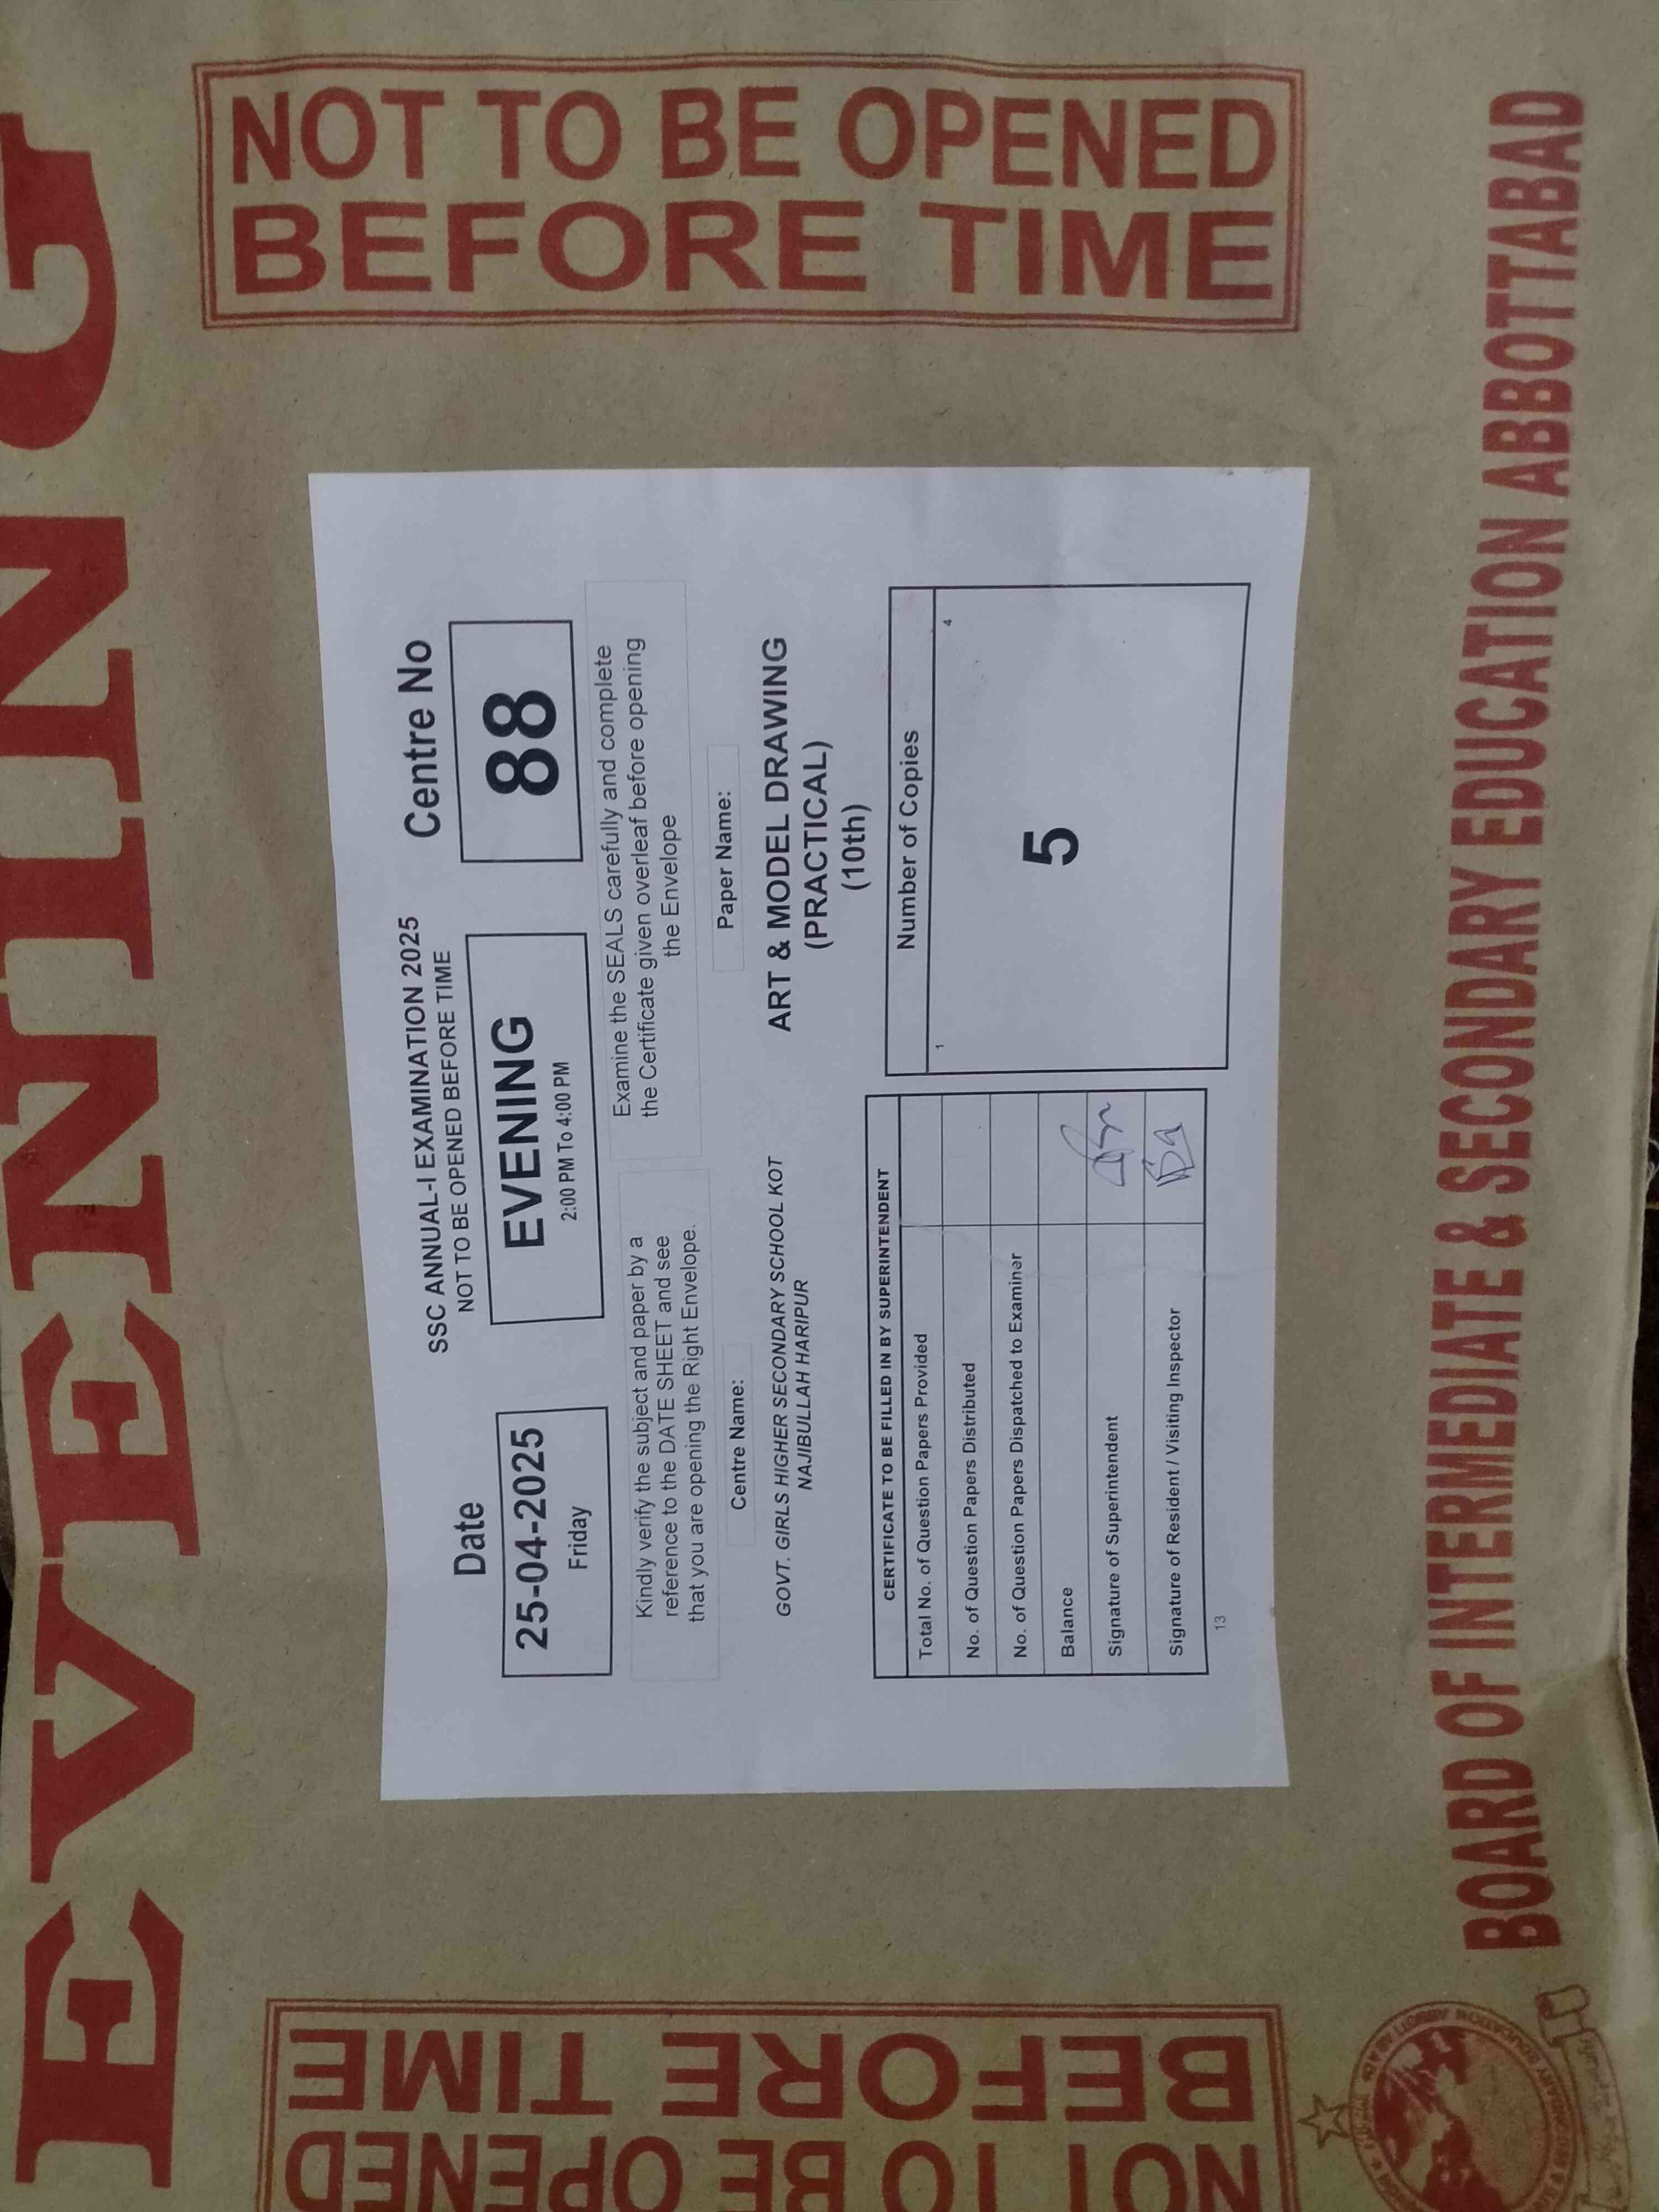 EVENING
NOT TO BE OPENED
BEFORE TIME
NOT TO BE OPENED
BEFORE TIME
SSC ANNUAL-I EXAMINATION 2025
NOT TO BE OPENED BEFORE TIME
Date
25-04-2025
Friday
EVENING
2:00 PM To 4:00 PM
Centre No
88
Kindly verify the subject and paper by a
reference to the DATE SHEET and see
that you are opening the Right Envelope.
Examine the SEALS carefully and complete
the Certificate given overleaf before opening
the Envelope
Centre Name:
GOVT. GIRLS HIGHER SECONDARY SCHOOL KOT
NAJIBULLAH HARIPUR
Paper Name:
ART & MODEL DRAWING
(PRACTICAL)
(10th)
CERTIFICATE TO BE FILLED IN BY SUPERINTENDENT
Total No. of Question Papers Provided
No. of Question Papers Distributed
No. of Question Papers Dispatched to Examiner
Balance
Signature of Superintendent
Signature of Resident / Visiting Inspector
13
Number of Copies
1 4
5
BOARD OF INTERMEDIATE & SECONDARY EDUCATION ABBOTTABAD